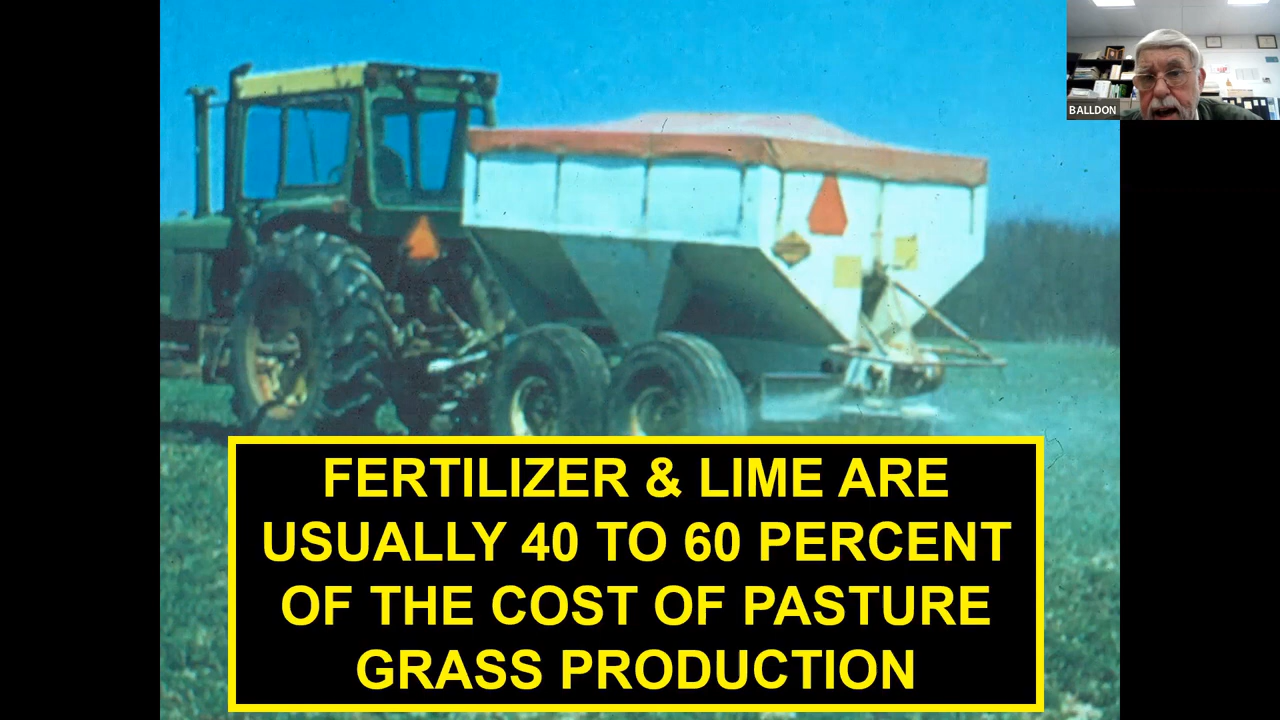 BALLDON
FERTILIZER & LIME ARE
USUALLY 40 TO 60 PERCENT
OF THE COST OF PASTURE
GRASS PRODUCTION